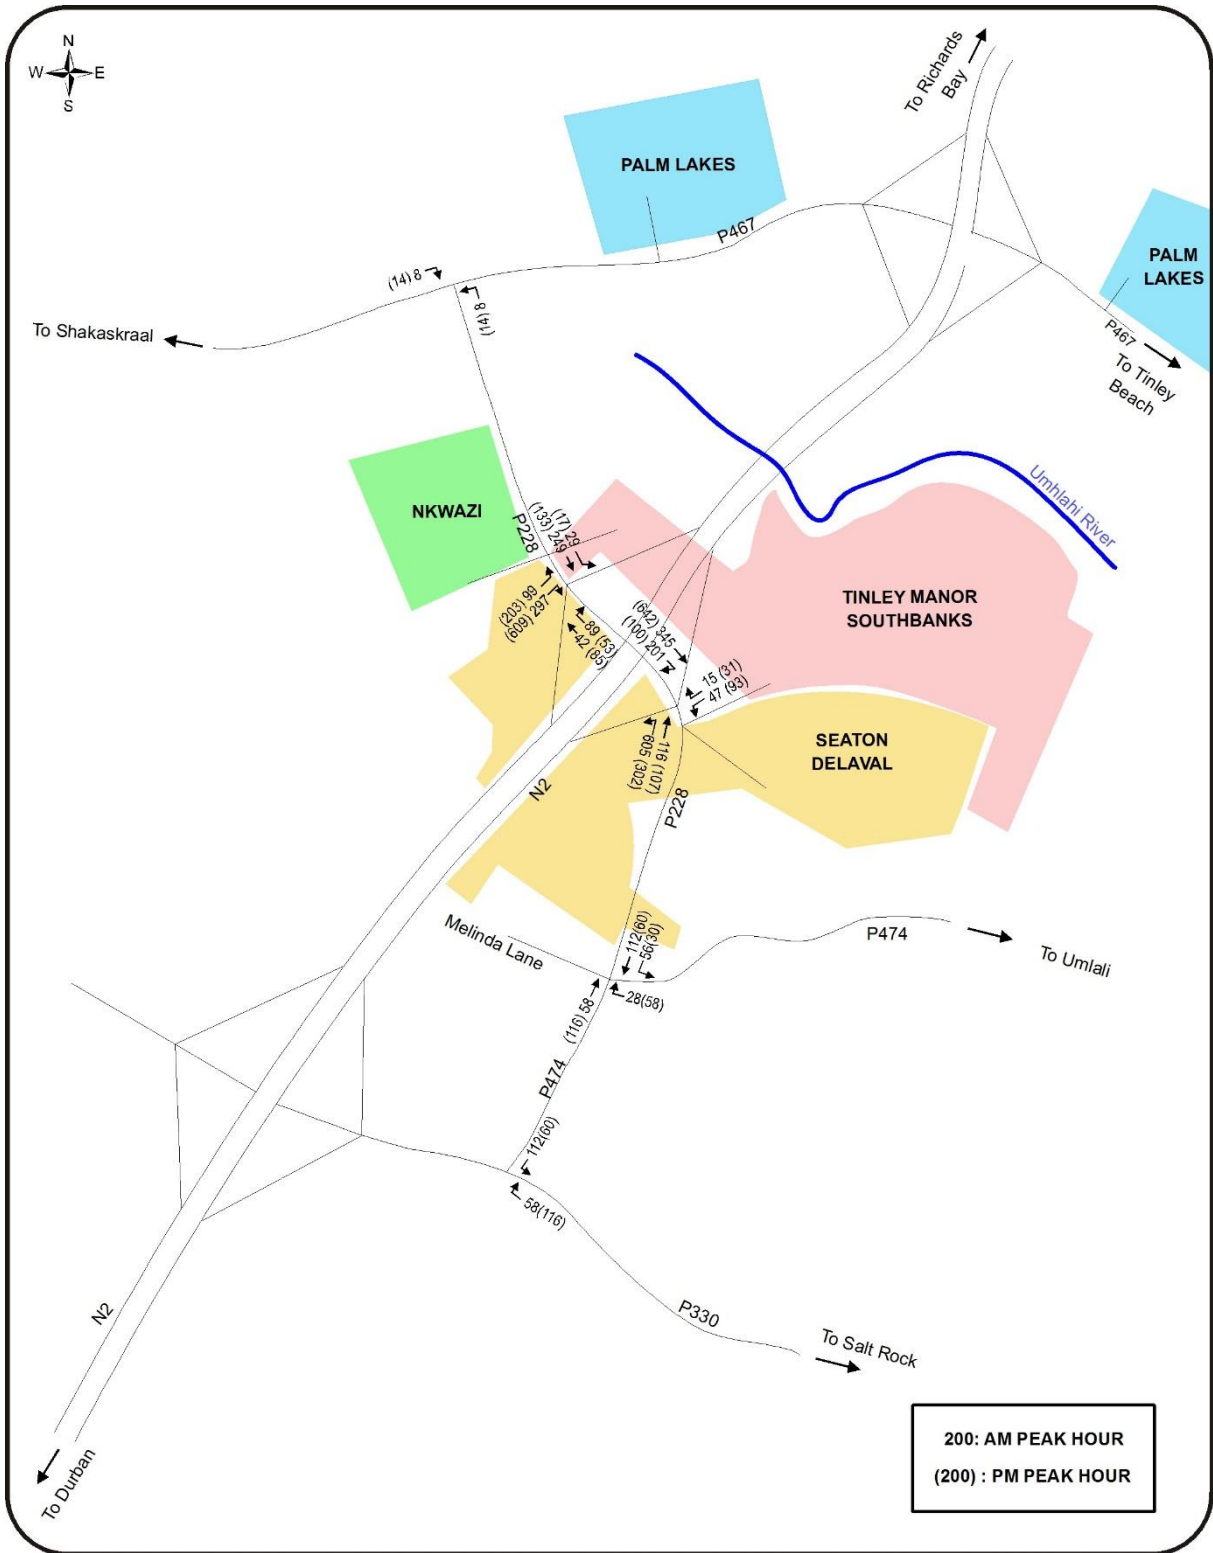 N
W
E
S
To Richards
Bay
PALM LAKES
P467
PALM
LAKES
(14) 8
(14) 8
To Shakaskraal
P467
To Tinley
Beach
Umhlahi River
NKWAZI
P228
(17) 29
(133) 249
TINLEY MANOR
SOUTHBANKS
(203) 99
(609) 297
89 (53)
42 (85)
(642) 345
(100) 201
15 (31)
47 (93)
SEATON
DELAVAL
116 (107)
605 (302)
N2
P228
Melinda Lane
112(60)
56(30)
P474
To Umlali
28(58)
(116) 58
P474
112(60)
58(116)
N2
P330
To Salt Rock
To Durban
200: AM PEAK HOUR
(200) : PM PEAK HOUR